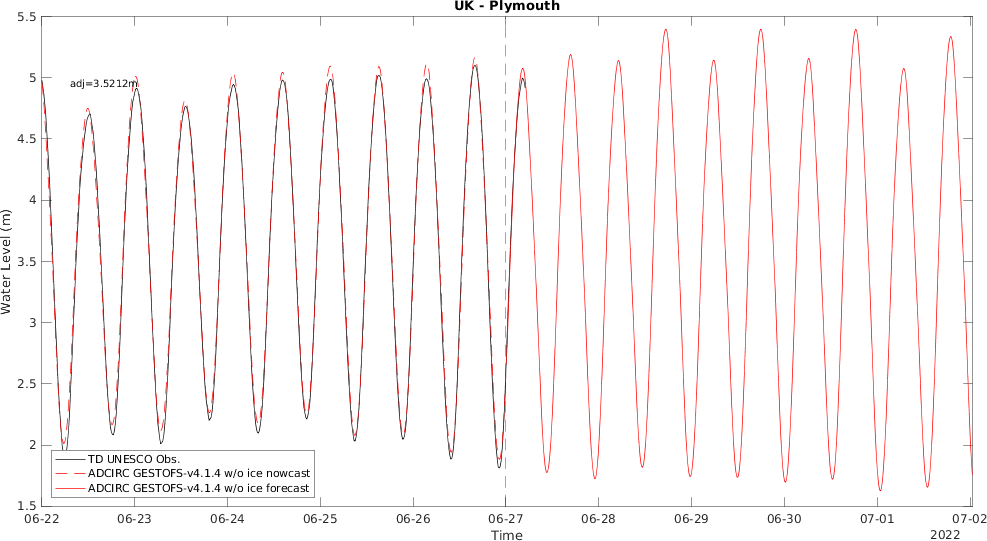 UK - Plymouth
5.5
5
4.5
4
3.5
3
2.5
2
1.5
Water Level (m)
adj=3.5212m
TD UNESCO Obs.
ADCIRC GESTOFS-v4.1.4 w/o ice nowcast
ADCIRC GESTOFS-v4.1.4 w/o ice forecast
06-22 06-23 06-24 06-25 06-26 06-27 06-28 06-29 06-30 07-01 07-02
Time
2022